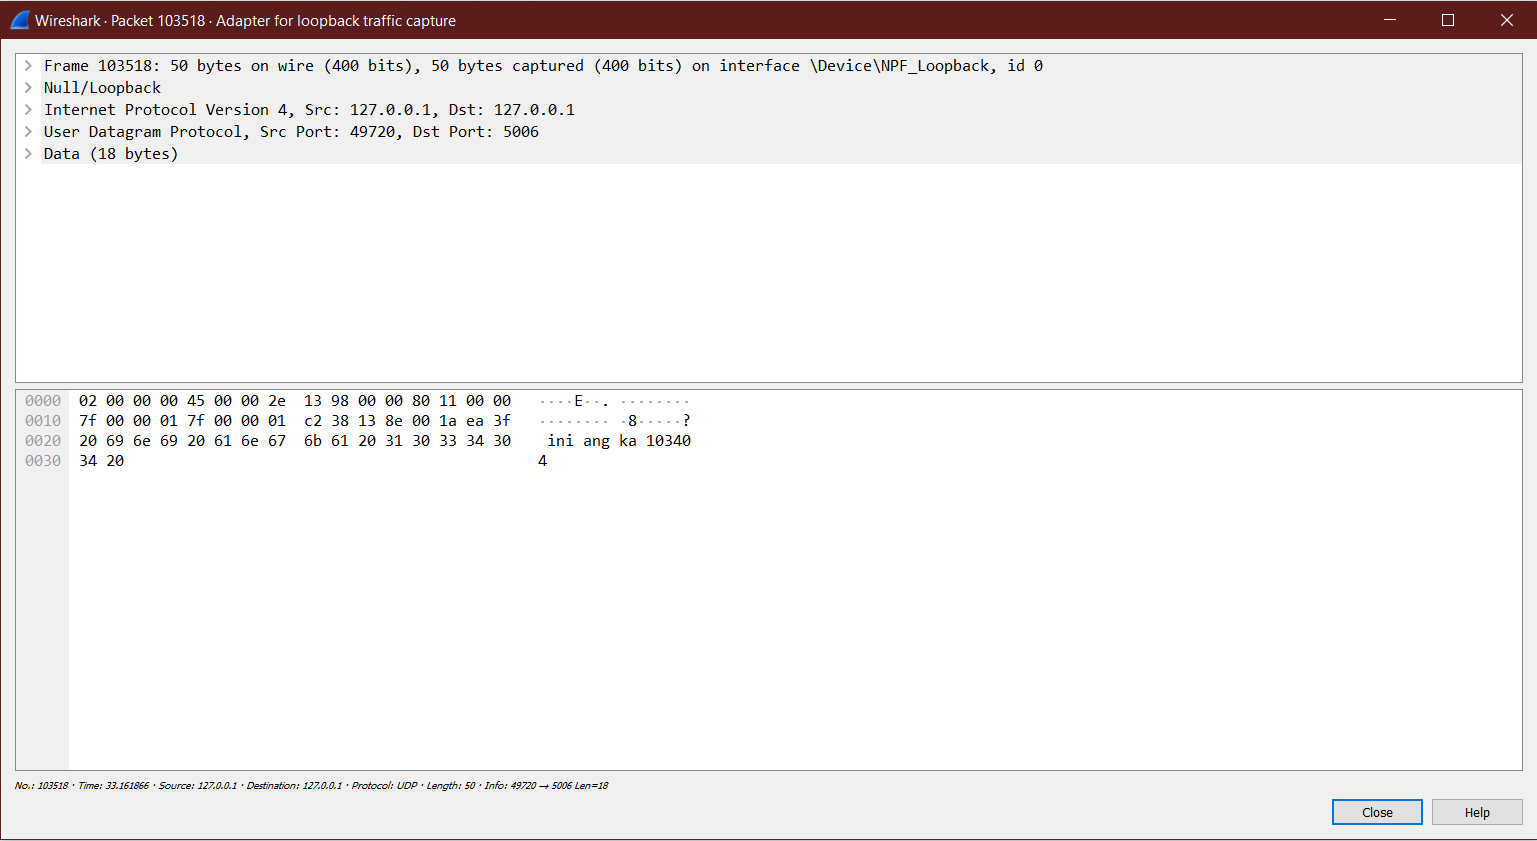 Wireshark · Packet 103518 · Adapter for loopback traffic capture
Frame 103518: 50 bytes on wire (400 bits), 50 bytes captured (400 bits) on interface \Device\NPF_Loopback, id 0
Null/Loopback
Internet Protocol Version 4, Src: 127.0.0.1, Dst: 127.0.0.1
User Datagram Protocol, Src Port: 49720, Dst Port: 5006
Data (18 bytes)
0000 02 00 00 00 45 00 00 2e 13 98 00 00 80 11 00 00 ····E··. ········
0010 7f 00 00 01 7f 00 00 01 c2 38 13 8e 00 1a ea 3f ········ ·8·····?
0020 20 69 6e 69 20 61 6e 67 6b 61 20 31 30 33 34 30 ini ang ka 10340
0030 34 20 4
No.: 103518 · Time: 33.161866 · Source: 127.0.0.1 · Destination: 127.0.0.1 · Protocol: UDP · Length: 50 · Info: 49720 → 5006 Len=18
Close Help